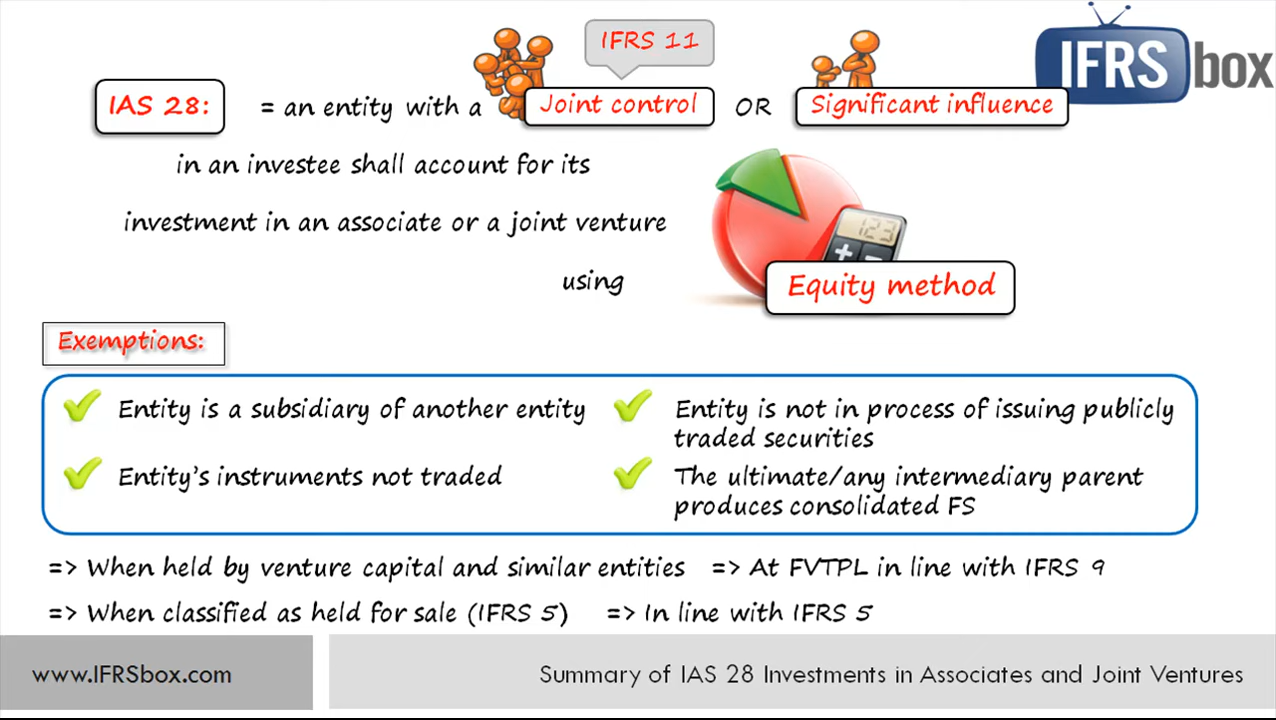 IFRS 11
IFRSbox
IAS 28: = an entity with a Joint control OR Significant influence
in an investee shall account for its
investment in an associate or a joint venture
123
+ −
using Equity method
Exemptions:
Entity is a subsidiary of another entity
Entity's instruments not traded
Entity is not in process of issuing publicly
traded securities
The ultimate/any intermediary parent
produces consolidated FS
=> When held by venture capital and similar entities => At FVTPL in line with IFRS 9
=> When classified as held for sale (IFRS 5) => In line with IFRS 5
www.IFRSbox.com
Summary of IAS 28 Investments in Associates and Joint Ventures